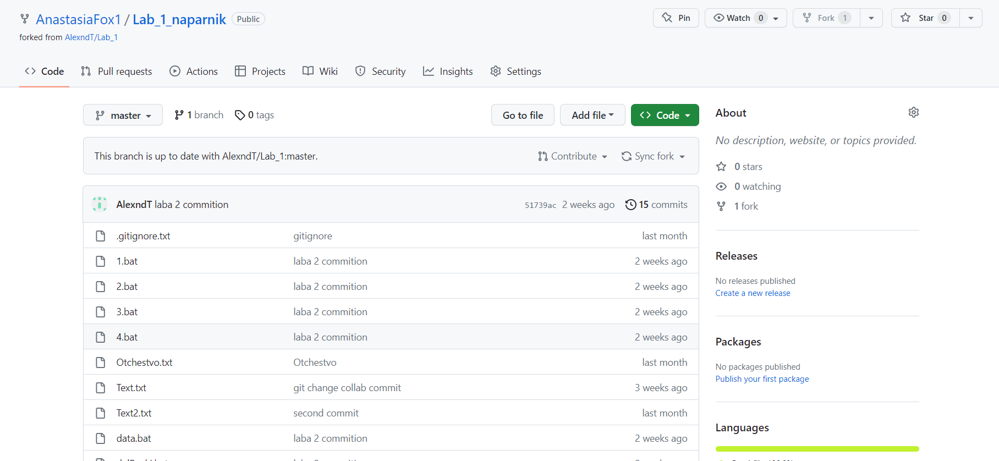 AnastasiaFox1 / Lab_1_naparnik Public
Pin
Watch 0
Fork 1
Star 0
forked from AlexndT/Lab_1
Code
Pull requests
Actions
Projects
Wiki
Security
Insights
Settings
master
1 branch
0 tags
Go to file
Add file
Code
This branch is up to date with AlexndT/Lab_1:master.
Contribute
Sync fork
AlexndT laba 2 commition 51739ac 2 weeks ago 15 commits
.gitignore.txt gitignore last month
1.bat laba 2 commition 2 weeks ago
2.bat laba 2 commition 2 weeks ago
3.bat laba 2 commition 2 weeks ago
4.bat laba 2 commition 2 weeks ago
Otchestvo.txt Otchestvo last month
Text.txt git change collab commit 3 weeks ago
Text2.txt second commit last month
data.bat laba 2 commition 2 weeks ago
About
No description, website, or topics provided.
0 stars
0 watching
1 fork
Releases
No releases published
Create a new release
Packages
No packages published
Publish your first package
Languages